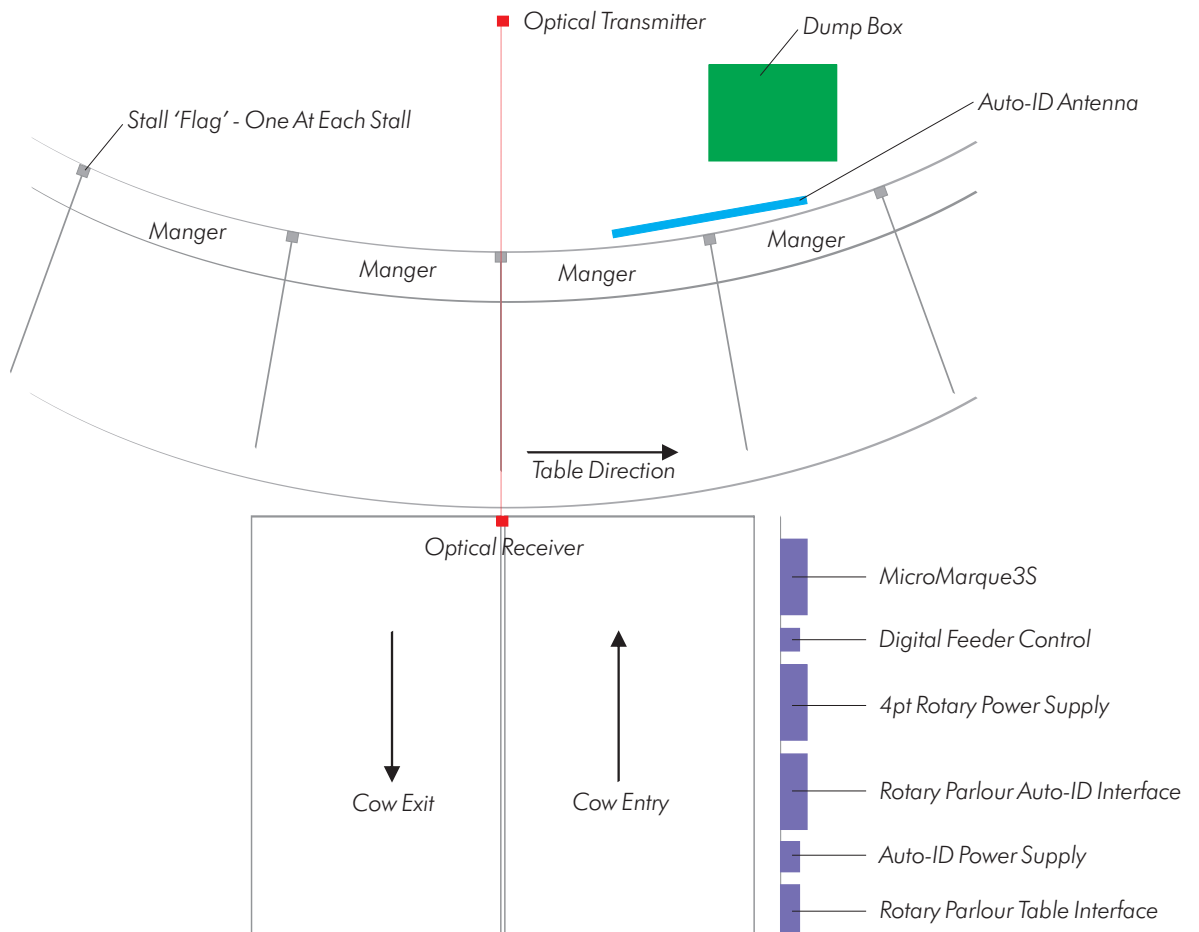 Optical Transmitter
Dump Box
Auto-ID Antenna
Stall ‘Flag’ - One At Each Stall
Manger
Manger
Manger
Manger
Table Direction
Optical Receiver
MicroMarque3S
Digital Feeder Control
4pt Rotary Power Supply
Rotary Parlour Auto-ID Interface
Cow Exit
Cow Entry
Auto-ID Power Supply
Rotary Parlour Table Interface